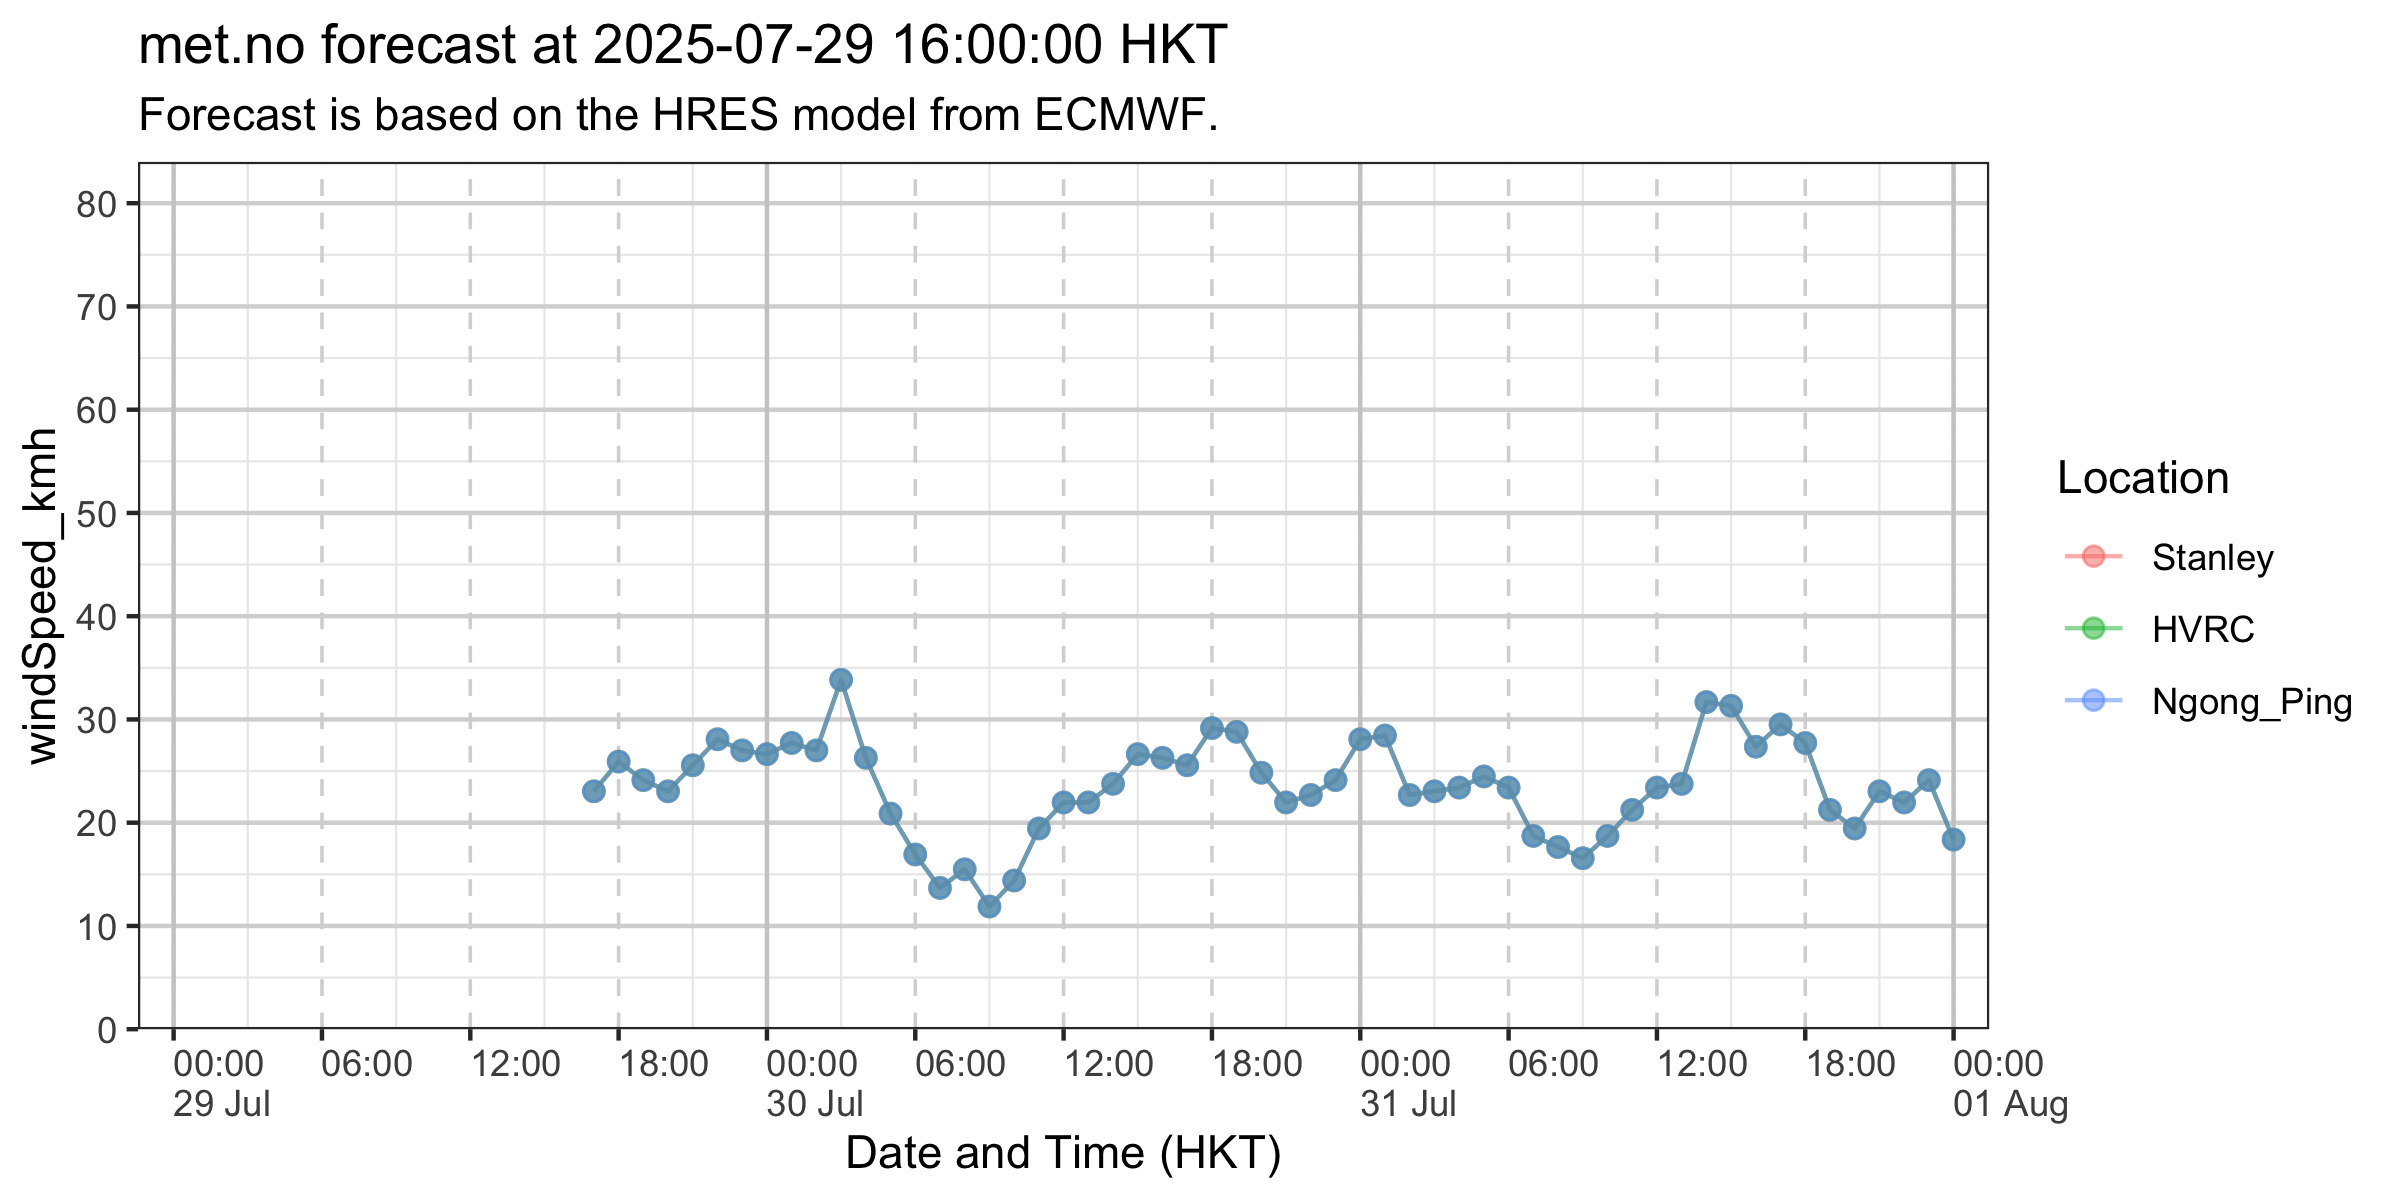 met.no forecast at 2025-07-29 16:00:00 HKT
Forecast is based on the HRES model from ECMWF.
windSpeed_kmh
80
70
60
50
40
30
20
10
0
00:00 06:00 12:00 18:00 00:00 06:00 12:00 18:00 00:00 06:00 12:00 18:00 00:00
29 Jul 30 Jul 31 Jul 01 Aug
Date and Time (HKT)
Location
Stanley
HVRC
Ngong_Ping